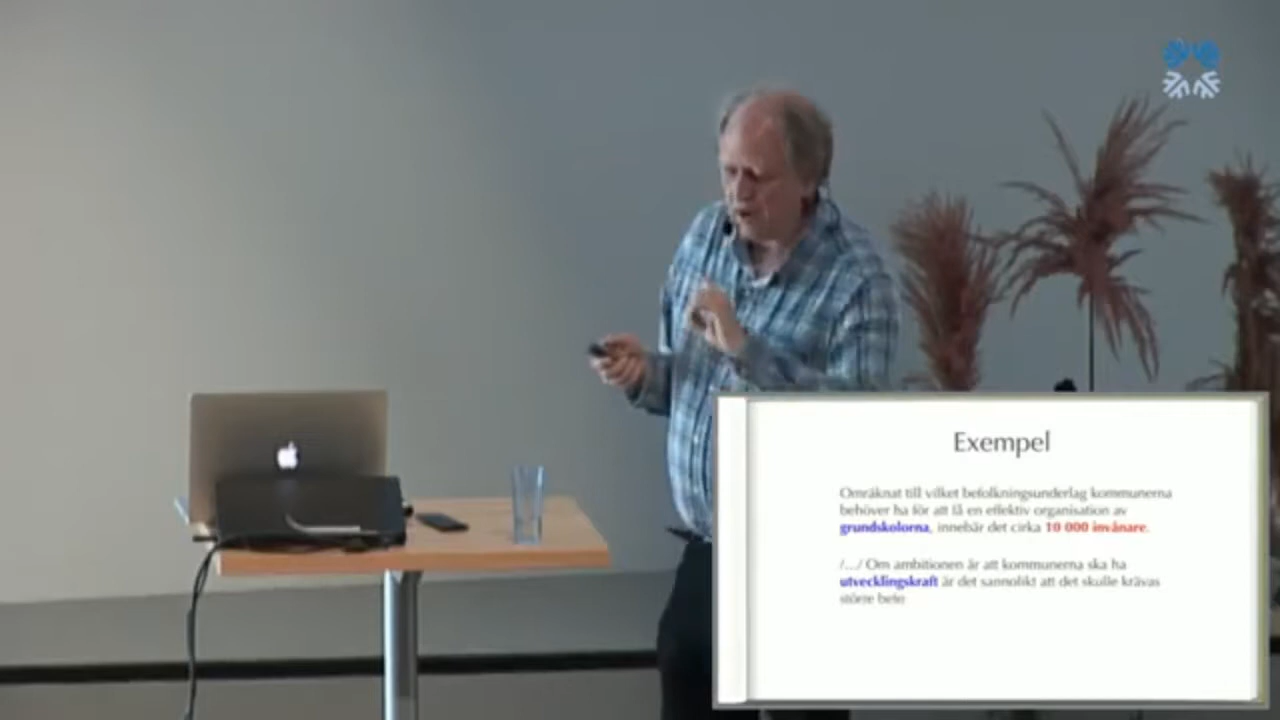 Exempel
Omräknat till vilket befolkningsunderlag kommunerna
behöver ha för att få en effektiv organisation av
grundskolorna, innebär det cirka 10 000 invånare.
/.../ Om ambitionen är att kommunerna ska ha
utvecklingskraft är det sannolikt att det skulle krävas
större